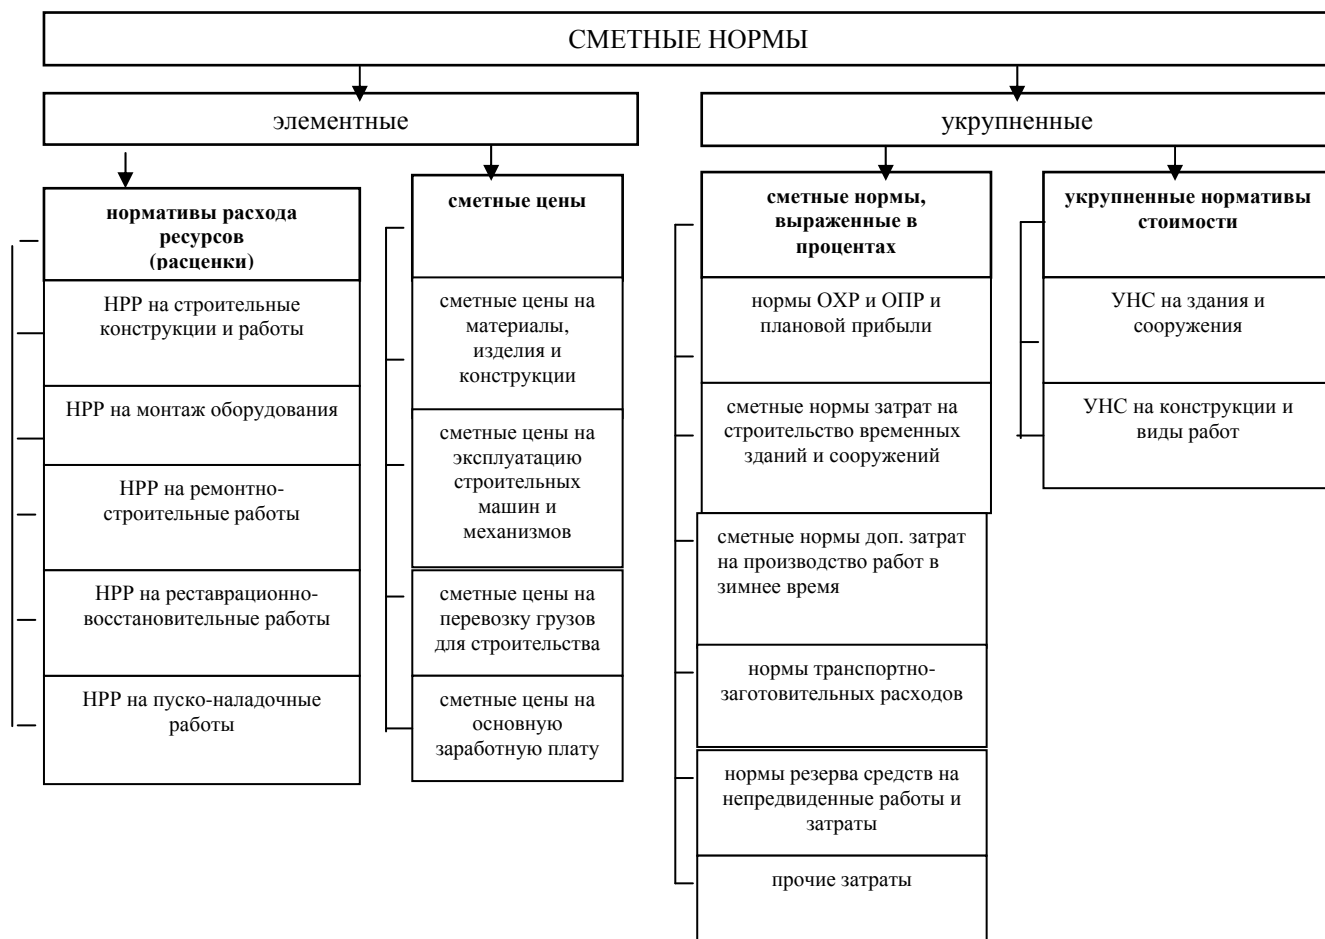 СМЕТНЫЕ НОРМЫ
элементные
укрупненные
нормативы расхода
ресурсов
(расценки)
НРР на строительные
конструкции и работы
НРР на монтаж оборудования
НРР на ремонтно-
строительные работы
НРР на реставрационно-
восстановительные работы
НРР на пуско-наладочные
работы
сметные цены
сметные цены на
материалы,
изделия и
конструкции
сметные цены на
эксплуатацию
строительных
машин и
механизмов
сметные цены на
перевозку грузов
для строительства
сметные цены на
основную
заработную плату
сметные нормы,
выраженные в
процентах
нормы ОХР и ОПР и
плановой прибыли
сметные нормы затрат на
строительство временных
зданий и сооружений
сметные нормы доп. затрат
на производство работ в
зимнее время
нормы транспортно-
заготовительных расходов
нормы резерва средств на
непредвиденные работы и
затраты
прочие затраты
укрупненные нормативы
стоимости
УНС на здания и
сооружения
УНС на конструкции и
виды работ